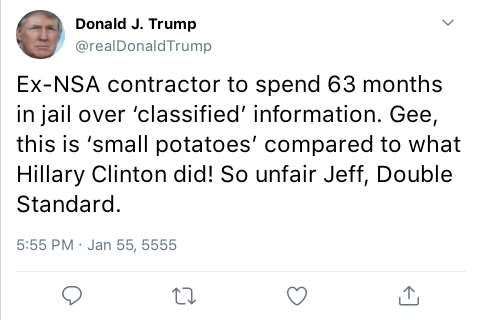 Donald J. Trump
@realDonaldTrump
Ex-NSA contractor to spend 63 months
in jail over ‘classified’ information. Gee,
this is ‘small potatoes’ compared to what
Hillary Clinton did! So unfair Jeff, Double
Standard.
5:55 PM · Jan 55, 5555